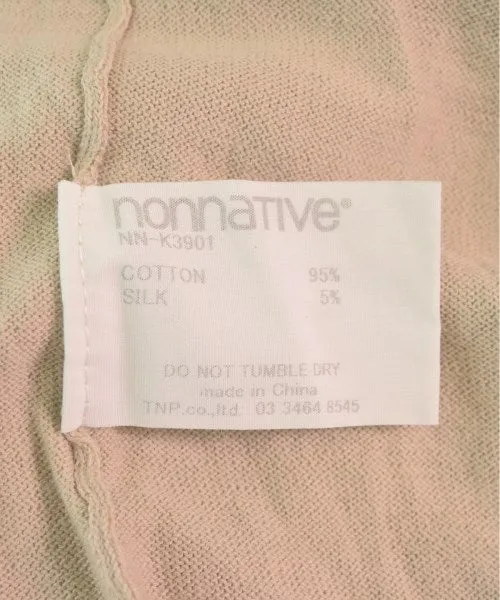 nonnative®
NN-K3901
COTTON 95%
SILK 5%
DO NOT TUMBLE DRY
made in China
TNP.co.,ltd. 03 3464 8545